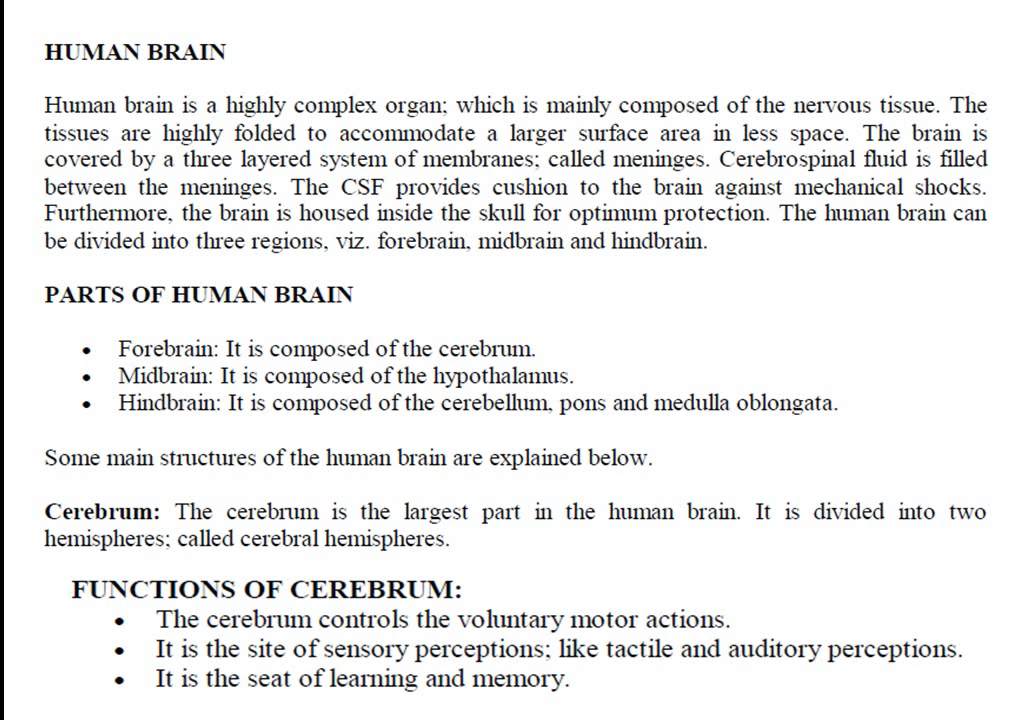 HUMAN BRAIN
Human brain is a highly complex organ; which is mainly composed of the nervous tissue. The
tissues are highly folded to accommodate a larger surface area in less space. The brain is
covered by a three layered system of membranes; called meninges. Cerebrospinal fluid is filled
between the meninges. The CSF provides cushion to the brain against mechanical shocks.
Furthermore, the brain is housed inside the skull for optimum protection. The human brain can
be divided into three regions, viz. forebrain, midbrain and hindbrain.
PARTS OF HUMAN BRAIN
• Forebrain: It is composed of the cerebrum.
• Midbrain: It is composed of the hypothalamus.
• Hindbrain: It is composed of the cerebellum, pons and medulla oblongata.
Some main structures of the human brain are explained below.
Cerebrum: The cerebrum is the largest part in the human brain. It is divided into two
hemispheres; called cerebral hemispheres.
FUNCTIONS OF CEREBRUM:
• The cerebrum controls the voluntary motor actions.
• It is the site of sensory perceptions; like tactile and auditory perceptions.
• It is the seat of learning and memory.